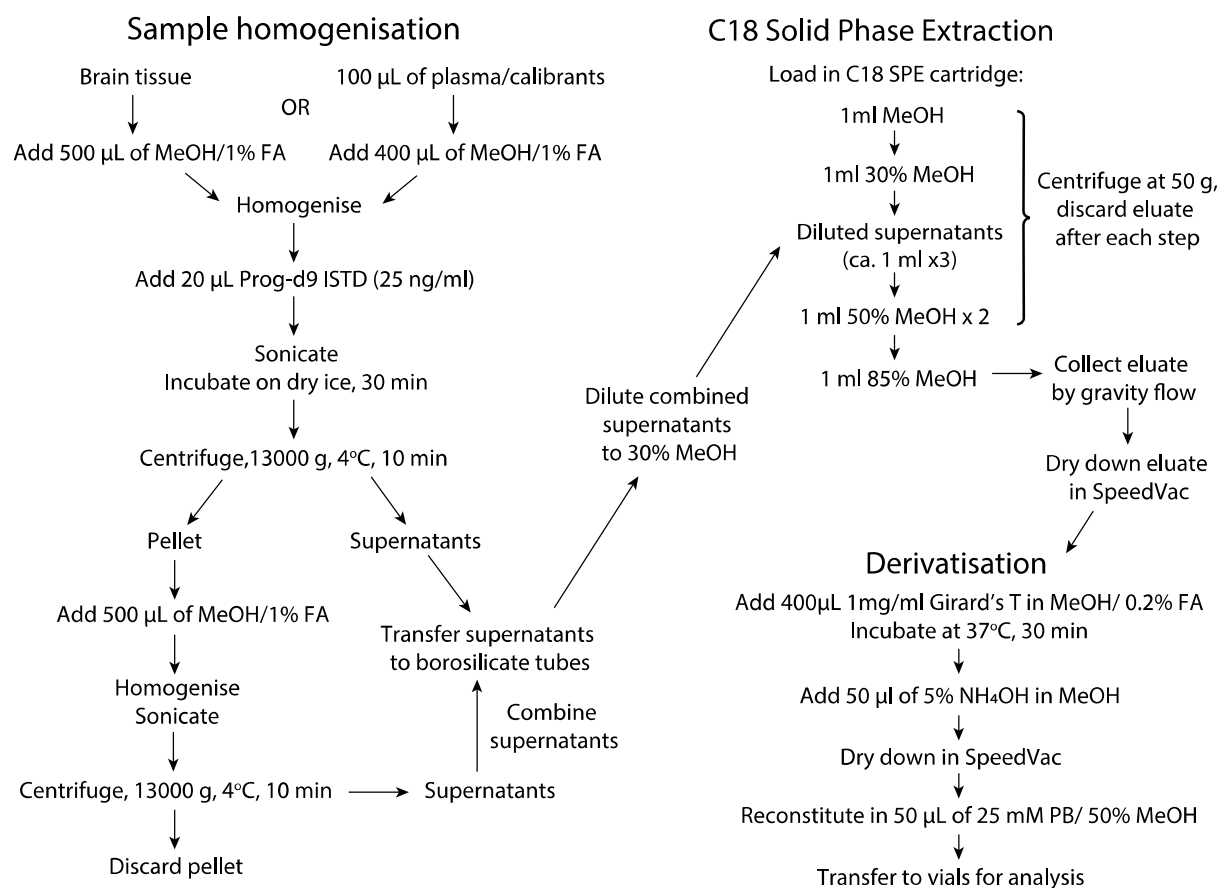 Sample homogenisation
Brain tissue
100 µL of plasma/calibrants
OR
Add 500 µL of MeOH/1% FA
Add 400 µL of MeOH/1% FA
Homogenise
Add 20 µL Prog-d9 ISTD (25 ng/ml)
Sonicate
Incubate on dry ice, 30 min
Centrifuge,13000 g, 4°C, 10 min
Pellet
Supernatants
Add 500 µL of MeOH/1% FA
Transfer supernatants
to borosilicate tubes
Homogenise
Sonicate
Combine
supernatants
Centrifuge, 13000 g, 4°C, 10 min
Supernatants
Discard pellet
Dilute combined
supernatants
to 30% MeOH
C18 Solid Phase Extraction
Load in C18 SPE cartridge:
1ml MeOH
1ml 30% MeOH
Diluted supernatants
(ca. 1 ml x3)
1 ml 50% MeOH x 2
Centrifuge at 50 g,
discard eluate
after each step
1 ml 85% MeOH
Collect eluate
by gravity flow
Dry down eluate
in SpeedVac
Derivatisation
Add 400µL 1mg/ml Girard's T in MeOH/ 0.2% FA
Incubate at 37°C, 30 min
Add 50 µl of 5% NH₄OH in MeOH
Dry down in SpeedVac
Reconstitute in 50 µL of 25 mM PB/ 50% MeOH
Transfer to vials for analysis